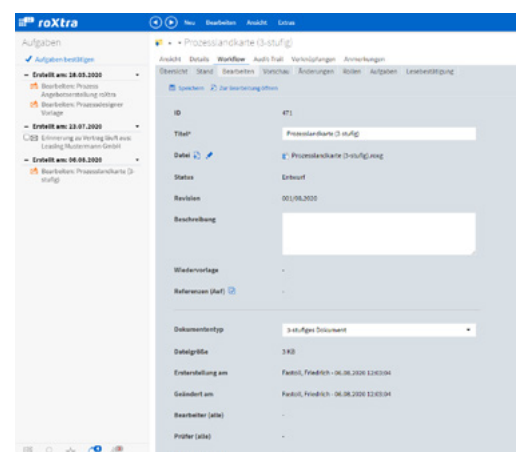 roXtra
Neu Bearbeiten Ansicht Extras
Aufgaben
Aufgaben bestätigen
Erstellt am: 28.05.2020
Bearbeiten: Prozess
Angebotserstellung roXtra
Bearbeiten: Prozessdesigner
Vorlage
Erstellt am: 23.07.2020
Erinnerung zu Vertrag läuft aus:
Leasing Mustermann GmbH
Erstellt am: 06.08.2020
Bearbeiten: Prozesslandkarte (3-
stufig)
Prozesslandkarte (3-stufig)
Ansicht Details Workflow Audit-Trail Verknüpfungen Anmerkungen
Übersicht Stand Bearbeiten Vorschau Änderungen Rollen Aufgaben Lesebestätigung
Speichern Zur Bearbeitung öffnen
ID 471
Titel* Prozesslandkarte (3-stufig)
Datei Prozesslandkarte (3-stufig).roxg
Status Entwurf
Revision 001/08.2020
Beschreibung
Wiedervorlage -
Referenzen (Auf) -
Dokumententyp 3-stufiges Dokument
Dateigröße 3 KB
Ersterstellung am Fasttil, Friedrich - 06.08.2020 12:03:04
Geändert am Fasttil, Friedrich - 06.08.2020 12:03:04
Bearbeiter (alle) -
Prüfer (alle) -